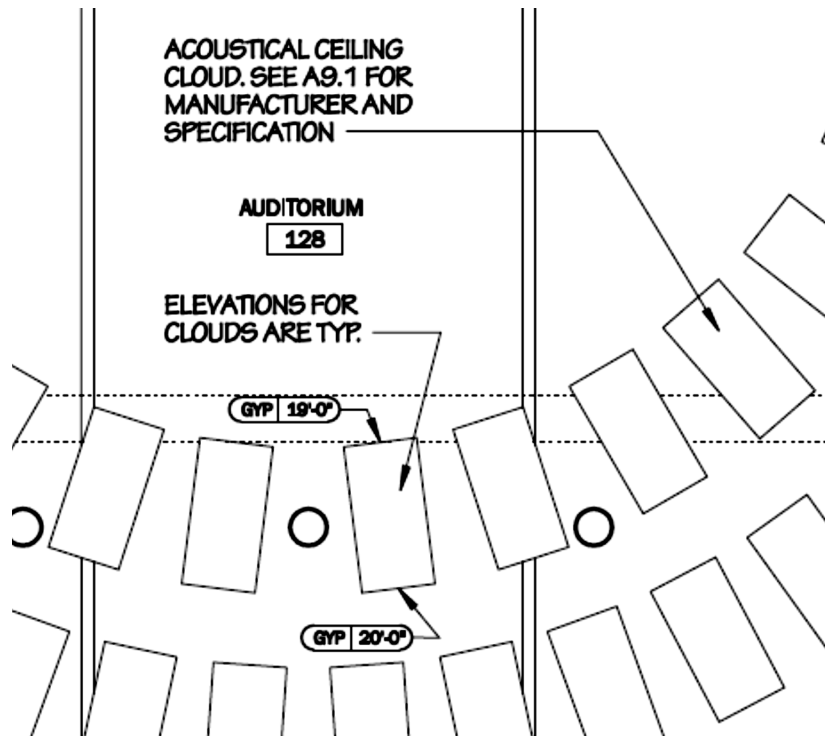 ACOUSTICAL CEILING
CLOUD. SEE A9.1 FOR
MANUFACTURER AND
SPECIFICATION
AUDITORIUM
128
ELEVATIONS FOR
CLOUDS ARE TYP.
GYP 19'-0"
GYP 20'-0"